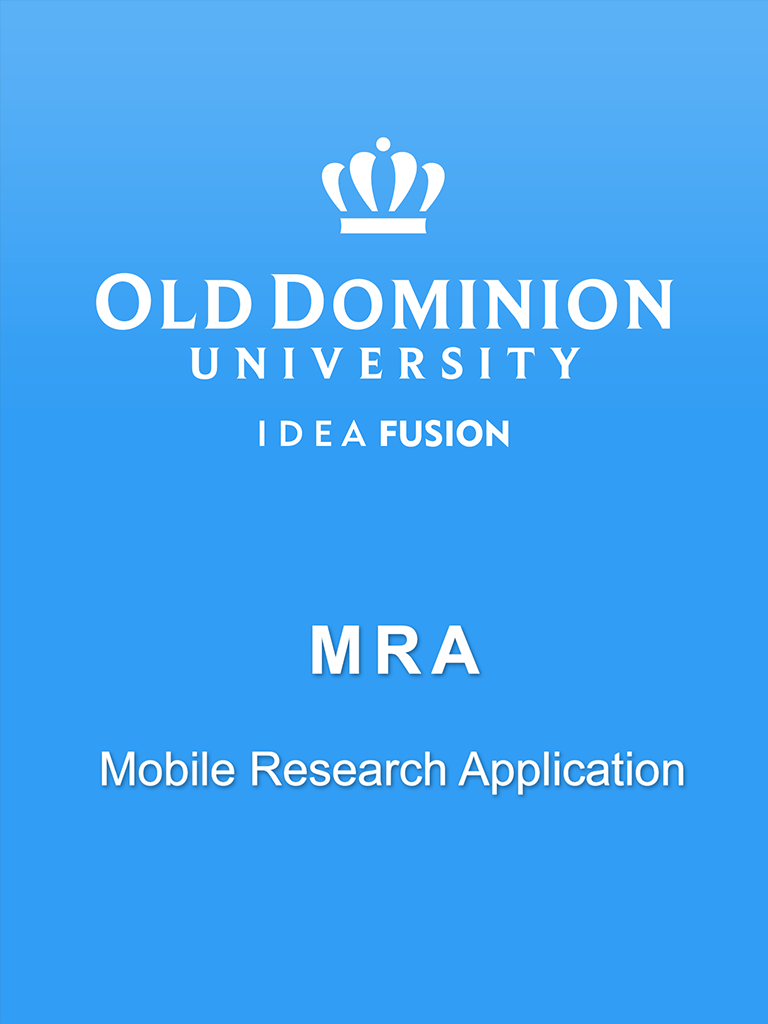 OLD DOMINION
UNIVERSITY
IDEA FUSION
MRA
Mobile Research Application